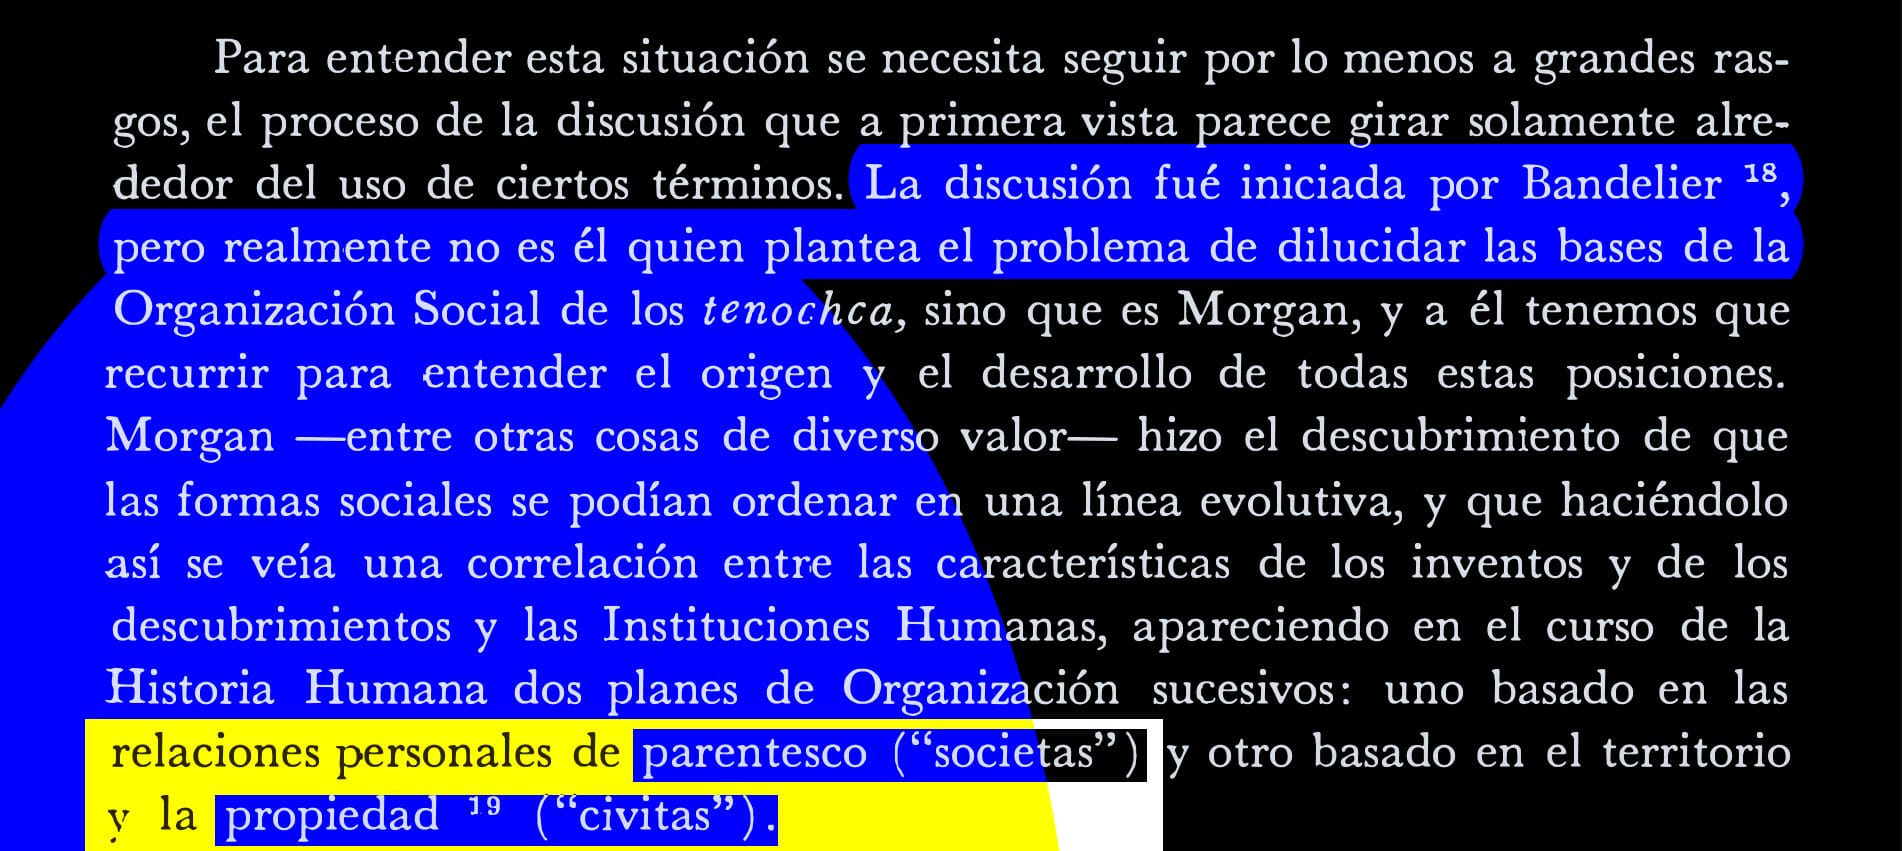 Para entender esta situación se necesita seguir por lo menos a grandes ras-
gos, el proceso de la discusión que a primera vista parece girar solamente alre-
dedor del uso de ciertos términos. La discusión fué iniciada por Bandelier ¹⁸,
pero realmente no es él quien plantea el problema de dilucidar las bases de la
Organización Social de los tenochca, sino que es Morgan, y a él tenemos que
recurrir para entender el origen y el desarrollo de todas estas posiciones.
Morgan —entre otras cosas de diverso valor— hizo el descubrimiento de que
las formas sociales se podían ordenar en una línea evolutiva, y que haciéndolo
así se veía una correlación entre las características de los inventos y de los
descubrimientos y las Instituciones Humanas, apareciendo en el curso de la
Historia Humana dos planes de Organización sucesivos: uno basado en las
relaciones personales de parentesco (“societas”) y otro basado en el territorio
y la propiedad ¹⁹ (“civitas”).